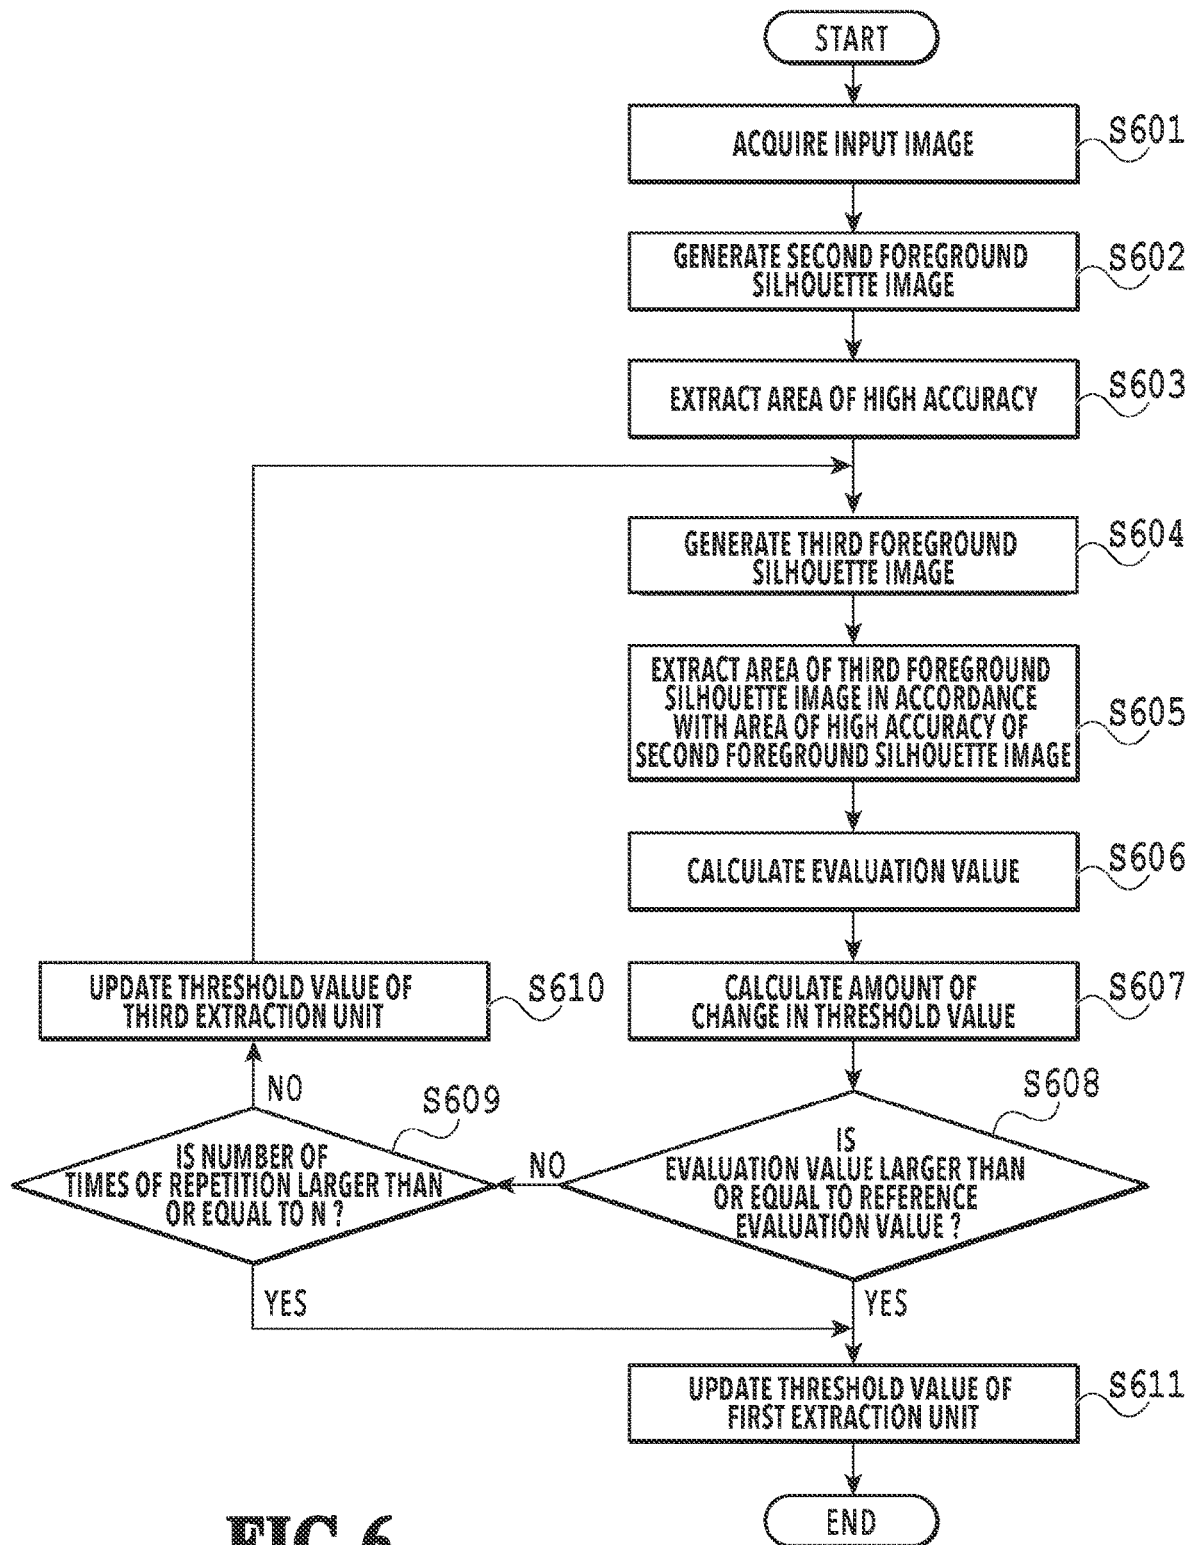 START
ACQUIRE INPUT IMAGE
S601
GENERATE SECOND FOREGROUND
SILHOUETTE IMAGE
S602
EXTRACT AREA OF HIGH ACCURACY
S603
GENERATE THIRD FOREGROUND
SILHOUETTE IMAGE
S604
EXTRACT AREA OF THIRD FOREGROUND
SILHOUETTE IMAGE IN ACCORDANCE
WITH AREA OF HIGH ACCURACY OF
SECOND FOREGROUND SILHOUETTE IMAGE
S605
CALCULATE EVALUATION VALUE
S606
CALCULATE AMOUNT OF
CHANGE IN THRESHOLD VALUE
S607
IS
EVALUATION VALUE LARGER THAN
OR EQUAL TO REFERENCE
EVALUATION VALUE ?
S608
NO
YES
IS NUMBER OF
TIMES OF REPETITION LARGER THAN
OR EQUAL TO N ?
S609
NO
YES
UPDATE THRESHOLD VALUE OF
THIRD EXTRACTION UNIT
S610
UPDATE THRESHOLD VALUE OF
FIRST EXTRACTION UNIT
S611
END
FIG.6